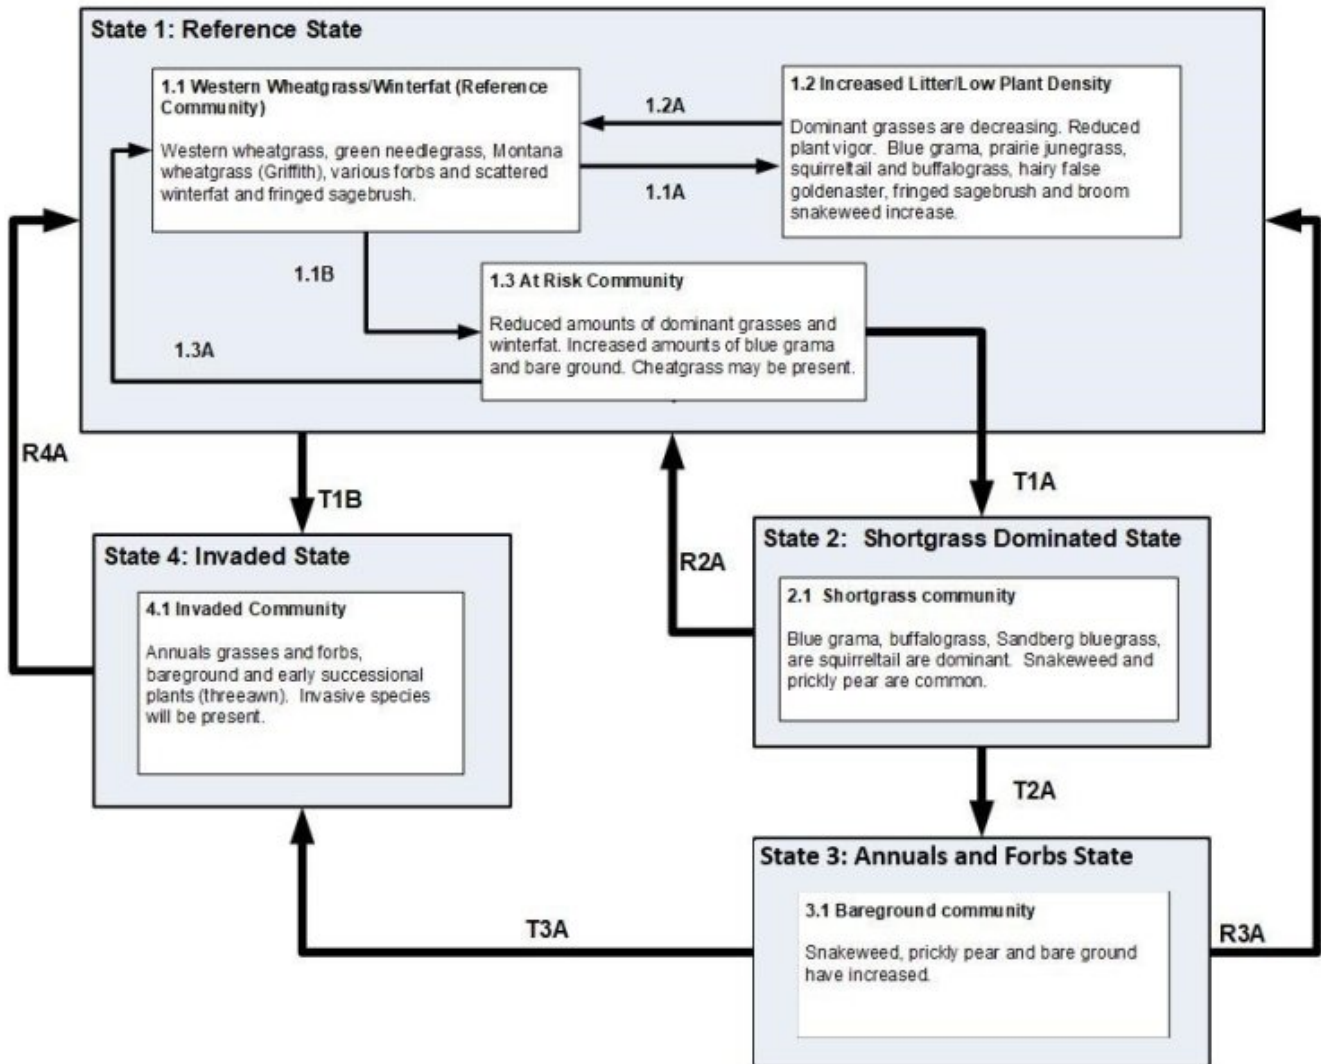 State 1: Reference State
1.1 Western Wheatgrass/Winterfat (Reference
Community)
Western wheatgrass, green needlegrass, Montana
wheatgrass (Griffith), various forbs and scattered
winterfat and fringed sagebrush.
1.2A
1.1A
1.2 Increased Litter/Low Plant Density
Dominant grasses are decreasing. Reduced
plant vigor. Blue grama, prairie junegrass,
squirreltail and buffalograss, hairy false
goldenaster, fringed sagebrush and broom
snakeweed increase.
1.1B
1.3A
1.3 At Risk Community
Reduced amounts of dominant grasses and
winterfat. Increased amounts of blue grama
and bare ground. Cheatgrass may be present.
R4A
T1B
R2A
T1A
State 4: Invaded State
4.1 Invaded Community
Annuals grasses and forbs,
bareground and early successional
plants (threeawn). Invasive species
will be present.
State 2: Shortgrass Dominated State
2.1 Shortgrass community
Blue grama, buffalograss, Sandberg bluegrass,
are squirreltail are dominant. Snakeweed and
prickly pear are common.
T2A
State 3: Annuals and Forbs State
3.1 Bareground community
Snakeweed, prickly pear and bare ground
have increased.
T3A
R3A